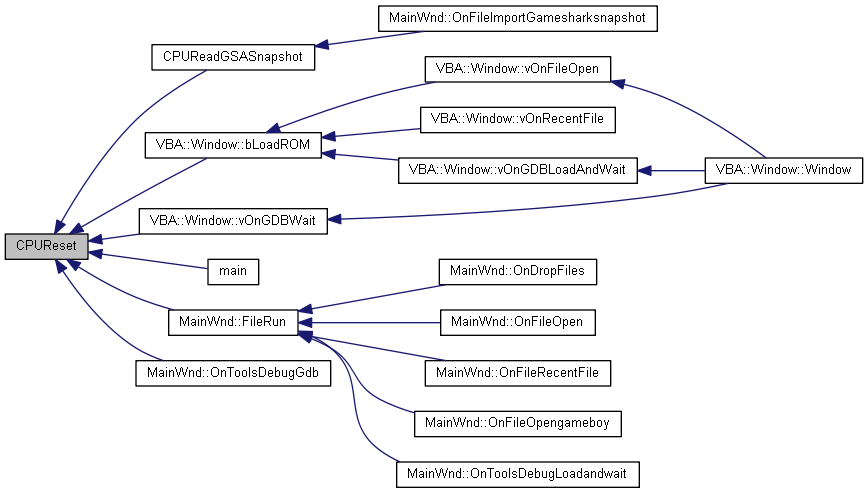 MainWnd::OnFileImportGamesharksnapshot
CPUReadGSASnapshot
VBA::Window::vOnFileOpen
VBA::Window::vOnRecentFile
VBA::Window::bLoadROM
VBA::Window::vOnGDBLoadAndWait
VBA::Window::Window
VBA::Window::vOnGDBWait
CPUReset
main
MainWnd::OnDropFiles
MainWnd::FileRun
MainWnd::OnFileOpen
MainWnd::OnToolsDebugGdb
MainWnd::OnFileRecentFile
MainWnd::OnFileOpengameboy
MainWnd::OnToolsDebugLoadandwait